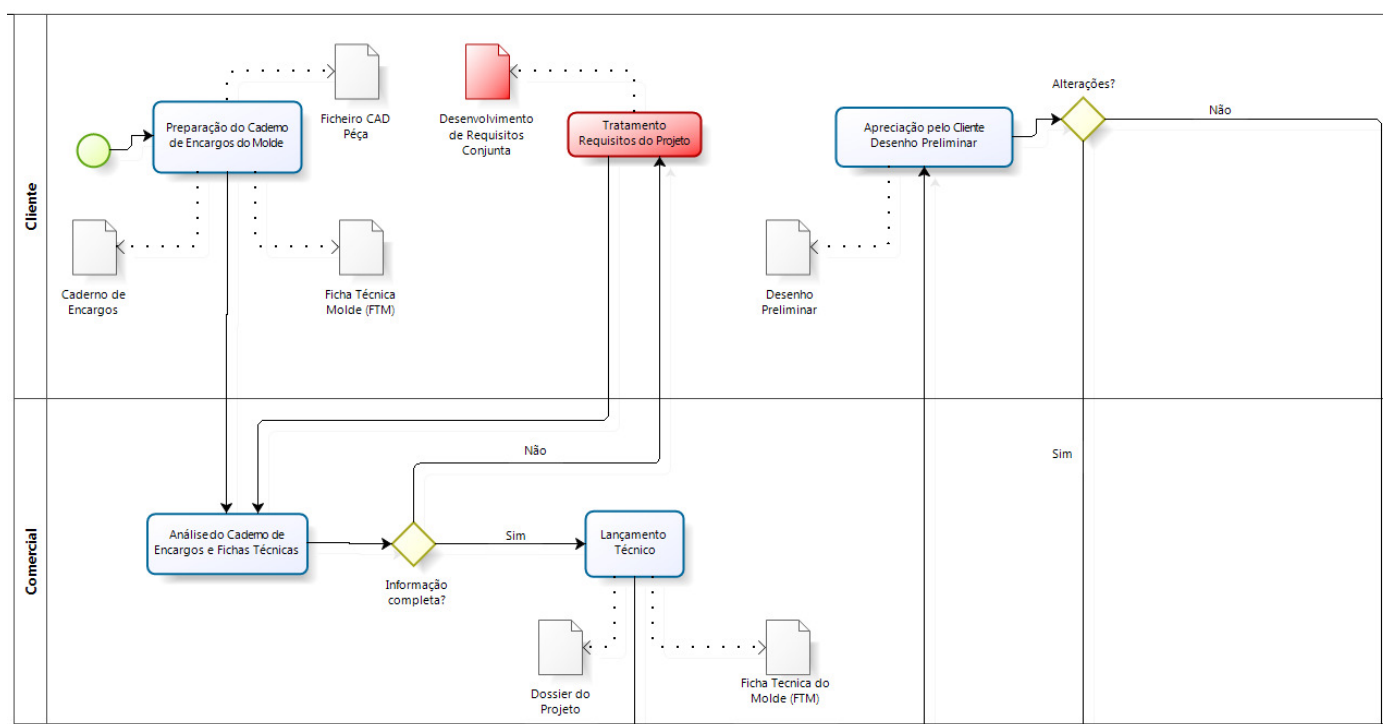 Cliente
Preparação do Caderno
de Encargos do Molde
Ficheiro CAD
Péça
Caderno de
Encargos
Ficha Técnica
Molde (FTM)
Desenvolvimento
de Requisitos
Conjunta
Tratamento
Requisitos do Projeto
Apreciação pelo Cliente
Desenho Preliminar
Desenho
Preliminar
Alterações?
Não
Sim
Comercial
Análise do Caderno de
Encargos e Fichas Técnicas
Informação
completa?
Não
Sim
Lançamento
Técnico
Dossier do
Projeto
Ficha Tecnica do
Molde (FTM)